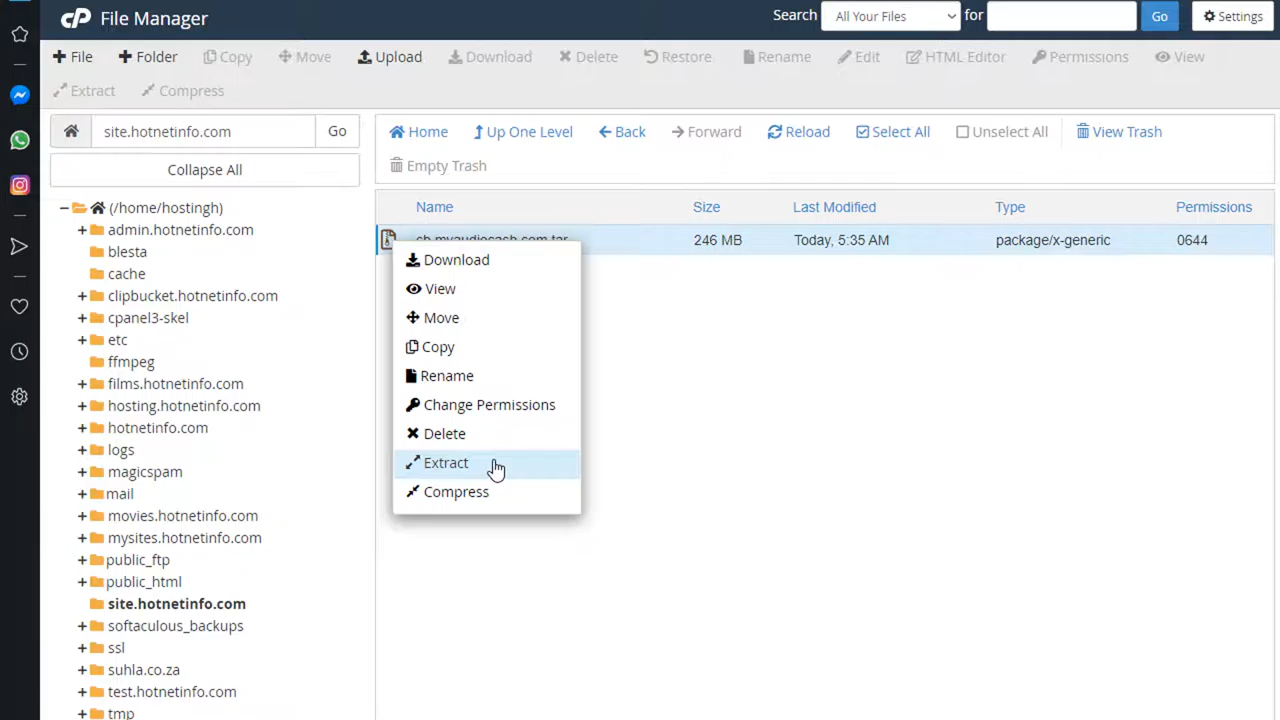 cP File Manager
Search All Your Files for Go Settings
File Folder Copy Move Upload Download Delete Restore Rename Edit HTML Editor Permissions View
Extract Compress
site.hotnetinfo.com Go
Home Up One Level Back Forward Reload Select All Unselect All View Trash
Collapse All
Empty Trash
(/home/hostingh)
admin.hotnetinfo.com
blesta
cache
clipbucket.hotnetinfo.com
cpanel3-skel
etc
ffmpeg
films.hotnetinfo.com
hosting.hotnetinfo.com
hotnetinfo.com
logs
magicspam
mail
movies.hotnetinfo.com
mysites.hotnetinfo.com
public_ftp
public_html
site.hotnetinfo.com
softaculous_backups
ssl
suhla.co.za
test.hotnetinfo.com
tmp
Name Size Last Modified Type Permissions
cb.myaudiocash.com.tar 246 MB Today, 5:35 AM package/x-generic 0644
Download
View
Move
Copy
Rename
Change Permissions
Delete
Extract
Compress